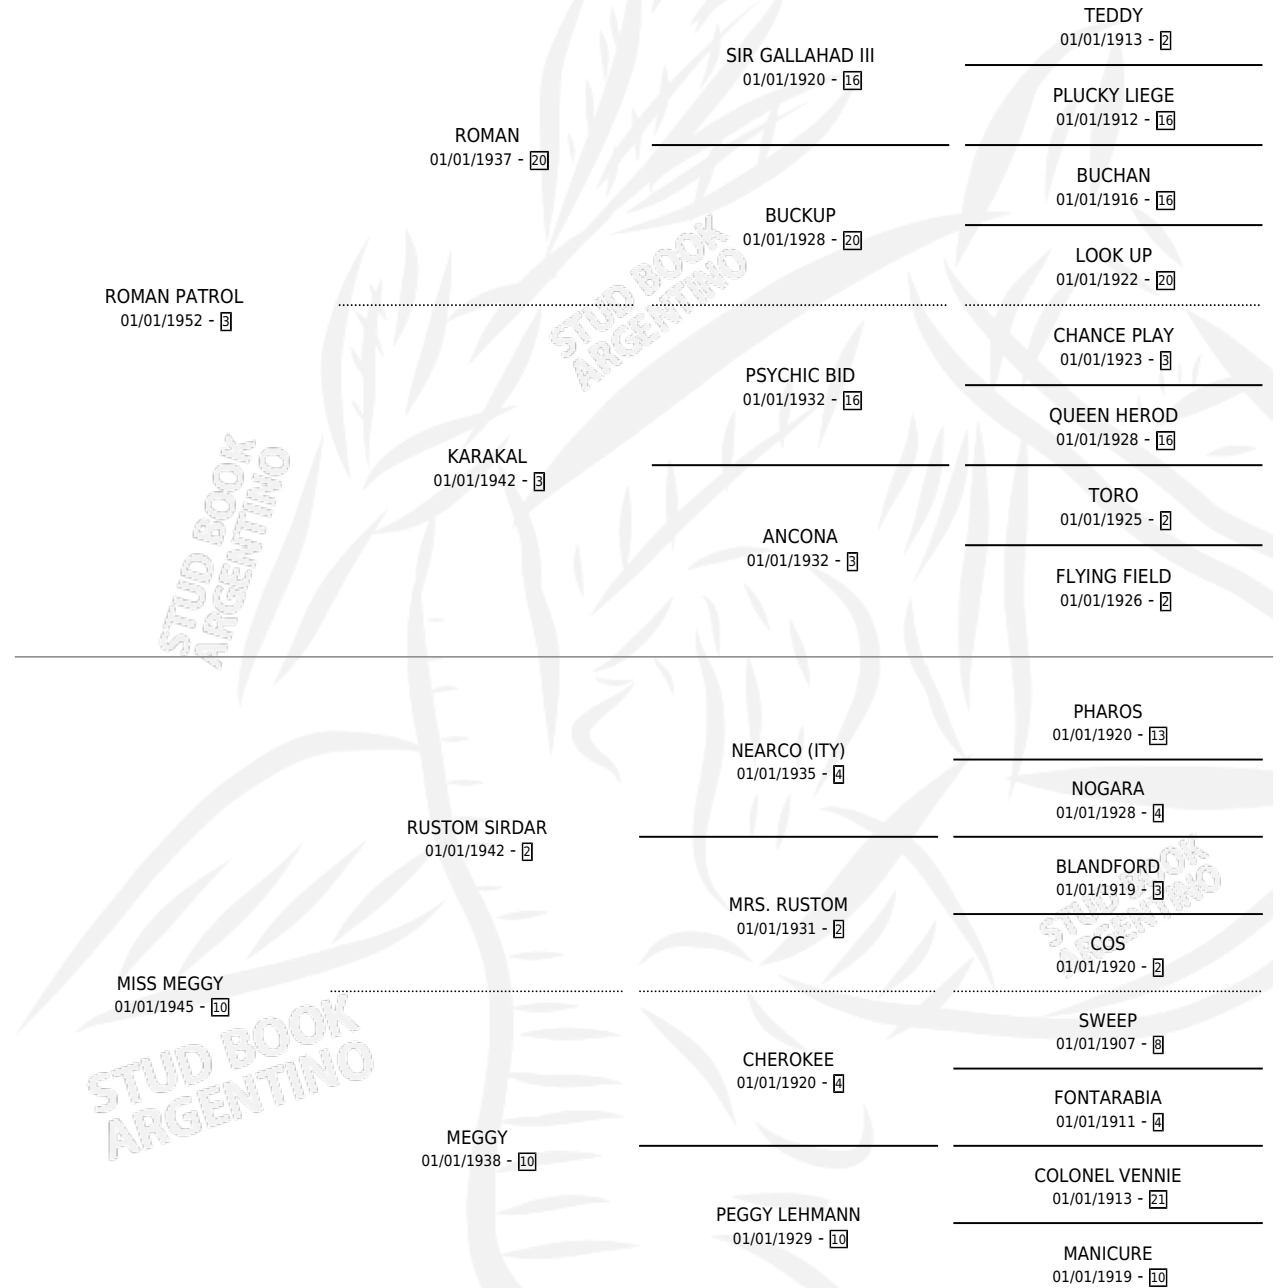 TEDDY
01/01/1913 - 2
SIR GALLAHAD III
01/01/1920 - 16
PLUCKY LIEGE
01/01/1912 - 16
ROMAN
01/01/1937 - 20
BUCHAN
01/01/1916 - 16
BUCKUP
01/01/1928 - 20
LOOK UP
01/01/1922 - 20
ROMAN PATROL
01/01/1952 - 3
CHANCE PLAY
01/01/1923 - 3
PSYCHIC BID
01/01/1932 - 16
QUEEN HEROD
01/01/1928 - 16
KARAKAL
01/01/1942 - 3
TORO
01/01/1925 - 2
ANCONA
01/01/1932 - 3
FLYING FIELD
01/01/1926 - 2
PHAROS
01/01/1920 - 13
NEARCO (ITY)
01/01/1935 - 4
NOGARA
01/01/1928 - 4
RUSTOM SIRDAR
01/01/1942 - 2
BLANDFORD
01/01/1919 - 3
MRS. RUSTOM
01/01/1931 - 2
COS
01/01/1920 - 2
MISS MEGGY
01/01/1945 - 10
SWEEP
01/01/1907 - 8
CHEROKEE
01/01/1920 - 4
FONTARABIA
01/01/1911 - 4
MEGGY
01/01/1938 - 10
COLONEL VENNIE
01/01/1913 - 21
PEGGY LEHMANN
01/01/1929 - 10
MANICURE
01/01/1919 - 10
STUD BOOK
ARGENTINO
STUD BOOK
ARGENTINO
STUD BOOK
ARGENTINO
STUD BOOK
ARGENTINO